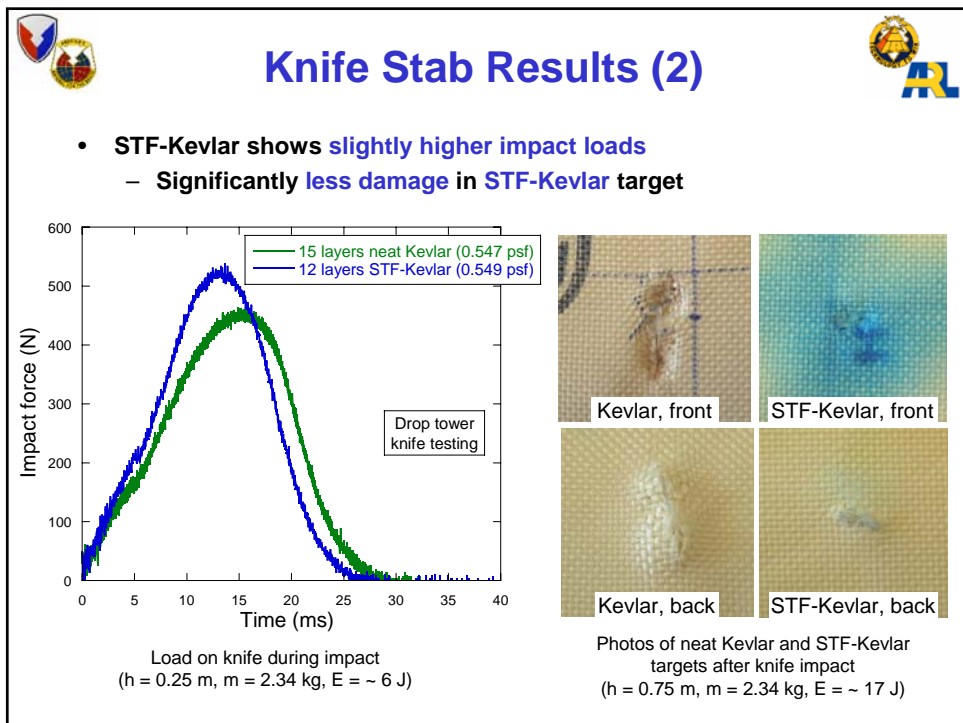 Knife Stab Results (2)
ARL
• STF-Kevlar shows slightly higher impact loads
– Significantly less damage in STF-Kevlar target
600
500
400
300
200
100
0
Impact force (N)
15 layers neat Kevlar (0.547 psf)
12 layers STF-Kevlar (0.549 psf)
Drop tower
knife testing
0 5 10 15 20 25 30 35 40
Time (ms)
Load on knife during impact
(h = 0.25 m, m = 2.34 kg, E = ~ 6 J)
Kevlar, front
STF-Kevlar, front
Kevlar, back
STF-Kevlar, back
Photos of neat Kevlar and STF-Kevlar
targets after knife impact
(h = 0.75 m, m = 2.34 kg, E = ~ 17 J)